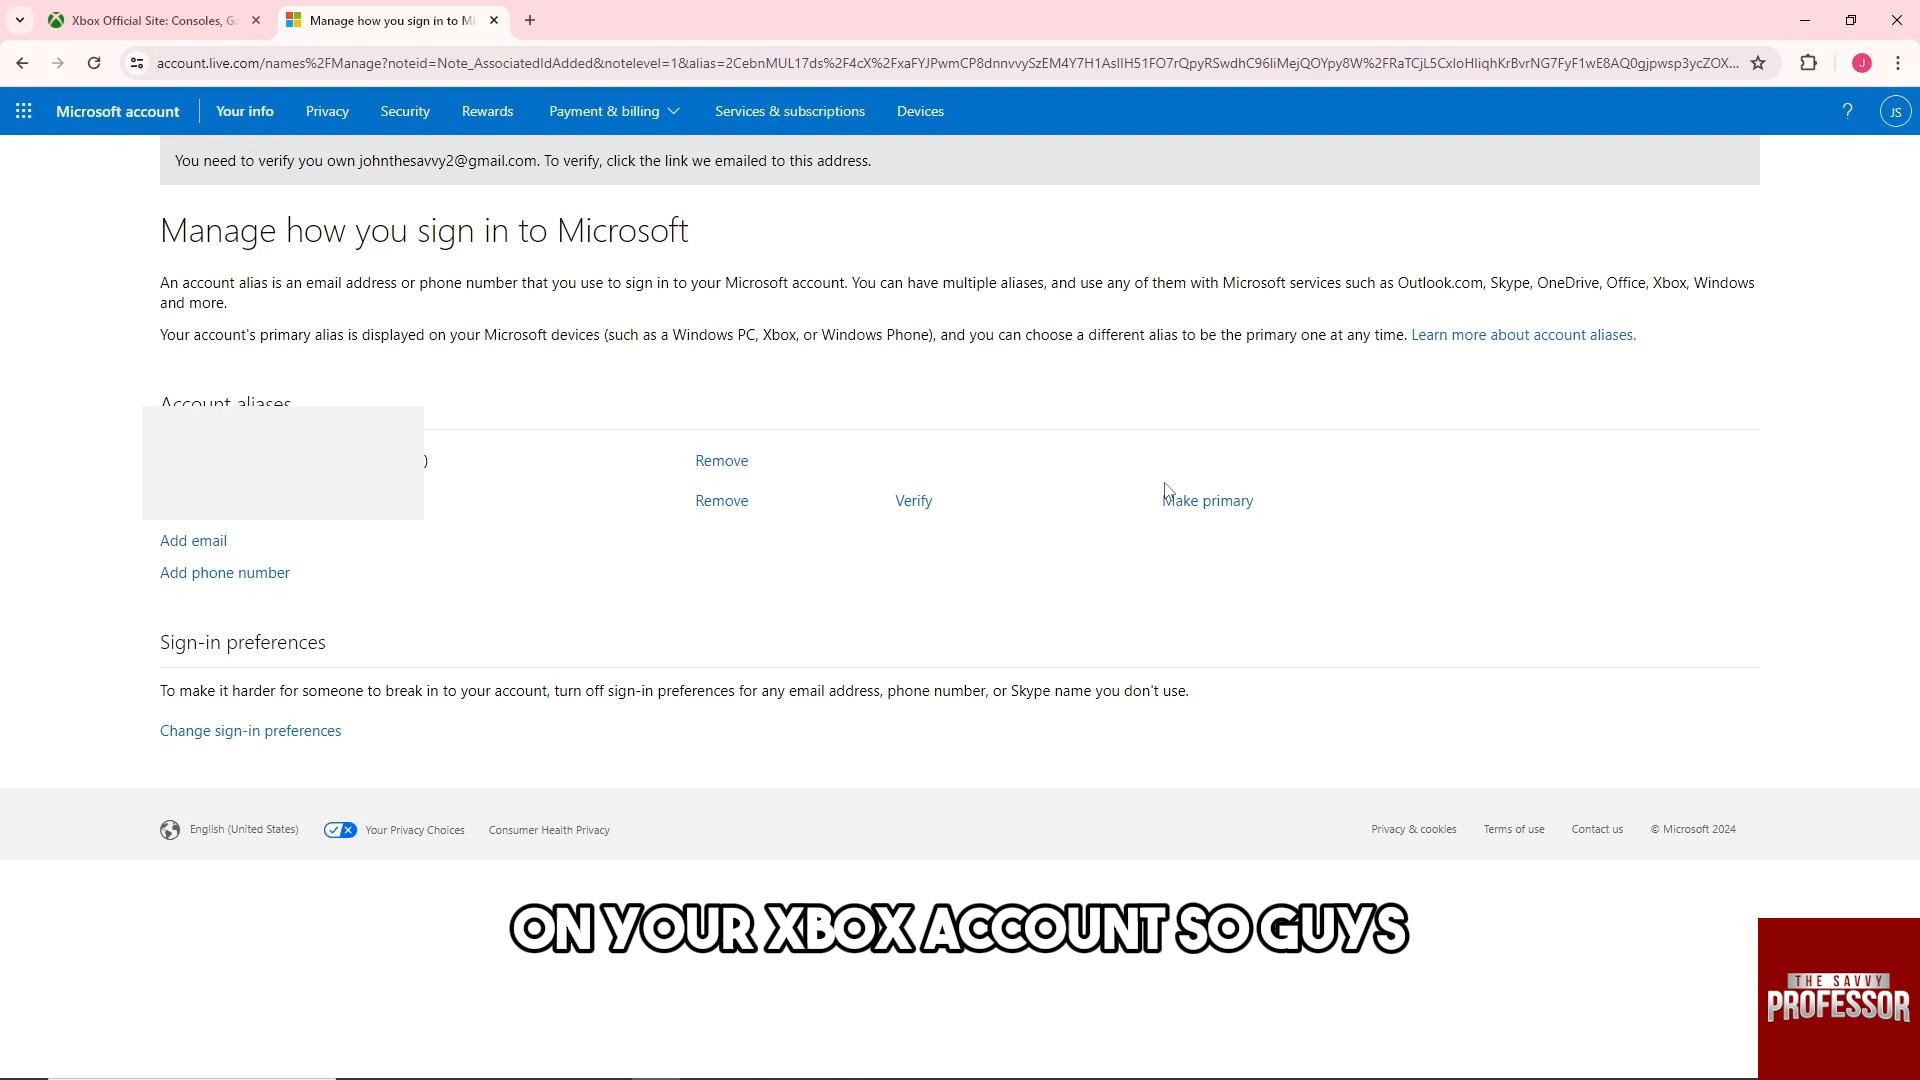 Xbox Official Site: Consoles, Ga
Manage how you sign in to Mi
account.live.com/names%2FManage?noteid=Note_AssociatedIdAdded&notelevel=1&alias=2CebnMUL17ds%2F4cX%2FxaFYJPwmCP8dnnvvySzEM4Y7H1AslIH51FO7rQpyRSwdhC96liMejQOYpy8W%2FRaTCjL5CxIoHliqhKrBvrNG7FyF1wE8AQ0gjpwsp3ycZOX...
J
Microsoft account
Your info
Privacy
Security
Rewards
Payment & billing
Services & subscriptions
Devices
?
JS
You need to verify you own johnthesavvy2@gmail.com. To verify, click the link we emailed to this address.
Manage how you sign in to Microsoft
An account alias is an email address or phone number that you use to sign in to your Microsoft account. You can have multiple aliases, and use any of them with Microsoft services such as Outlook.com, Skype, OneDrive, Office, Xbox, Windows
and more.
Your account's primary alias is displayed on your Microsoft devices (such as a Windows PC, Xbox, or Windows Phone), and you can choose a different alias to be the primary one at any time. Learn more about account aliases.
Account aliases
)
Remove
Remove
Verify
Make primary
Add email
Add phone number
Sign-in preferences
To make it harder for someone to break in to your account, turn off sign-in preferences for any email address, phone number, or Skype name you don't use.
Change sign-in preferences
English (United States)
Your Privacy Choices
Consumer Health Privacy
Privacy & cookies
Terms of use
Contact us
© Microsoft 2024
ON YOUR XBOX ACCOUNT SO GUYS
THE SAVVY
PROFESSOR